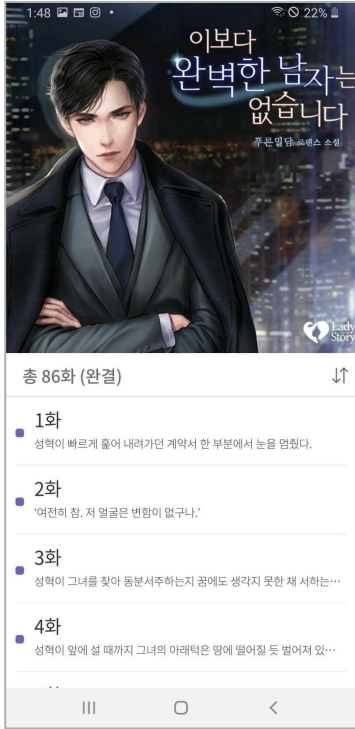 1:48 22%
이보다
완벽한 남자는
없습니다
푸른밀담 로맨스 소설
Lady
Story
총 86화 (완결)
1화
성혁이 빠르게 훑어 내려가던 계약서 한 부분에서 눈을 멈췄다.
2화
‘여전히 참. 저 얼굴은 변함이 없구나.’
3화
성혁이 그녀를 찾아 동분서주하는지 꿈에도 생각지 못한 채 서하는…
4화
성혁이 앞에 설 때까지 그녀의 아래턱은 땅에 떨어질 듯 벌어져 있…